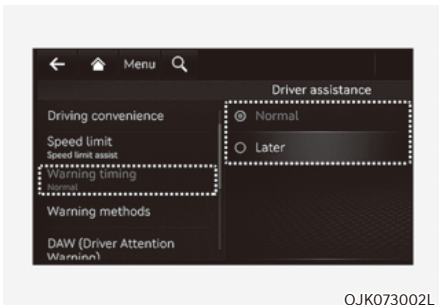 Menu
Driver assistance
Driving convenience
Normal
Speed limit
Speed limit assist
Later
Warning timing
Normal
Warning methods
DAW (Driver Attention
Warning)
OJK073002L